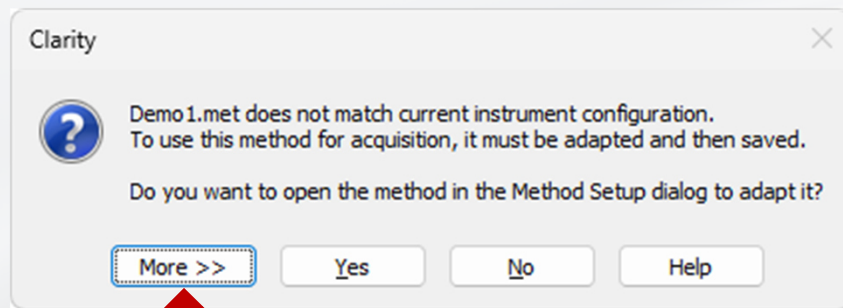 Clarity
Demo1.met does not match current instrument configuration.
To use this method for acquisition, it must be adapted and then saved.
Do you want to open the method in the Method Setup dialog to adapt it?
More >> Yes No Help